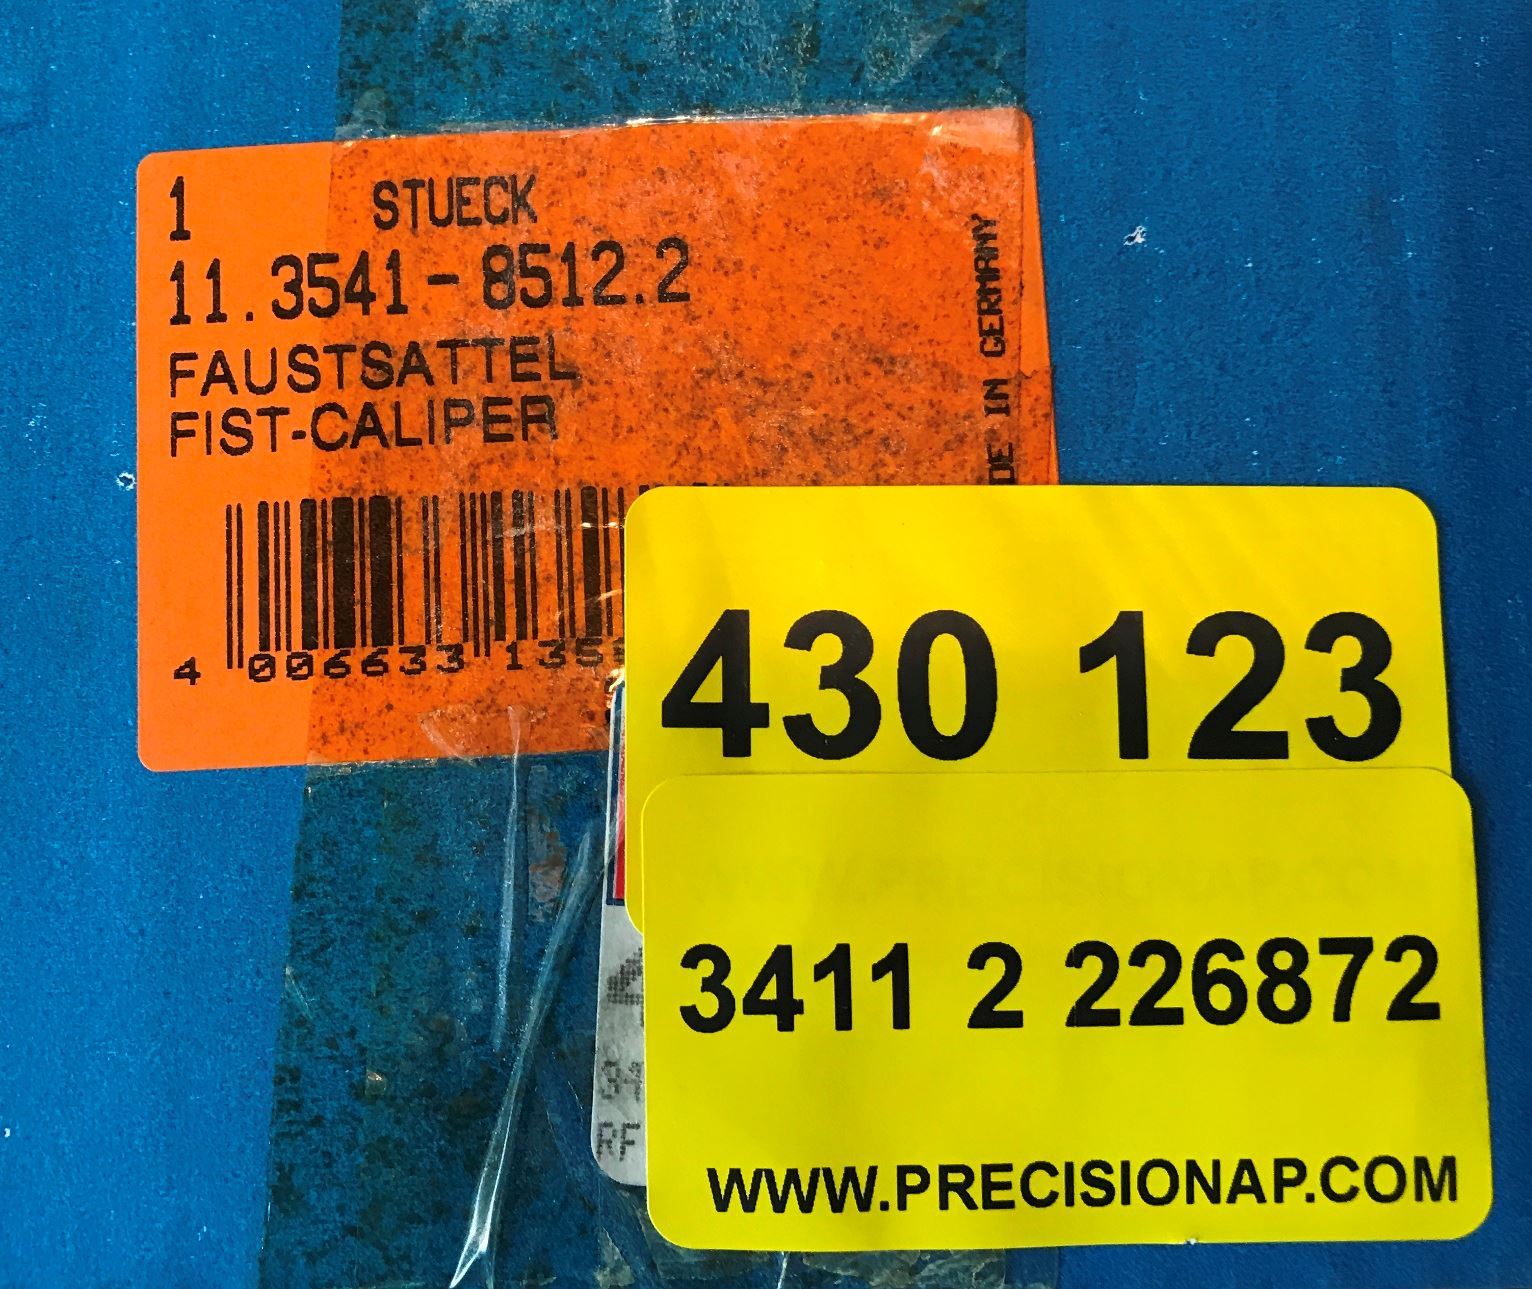 1 STUECK
11.3541-8512.2
FAUSTSATTEL
FIST-CALIPER
IN GERMANY
4 006633 135
430 123
3411 2 226872
WWW.PRECISIONAP.COM
RF